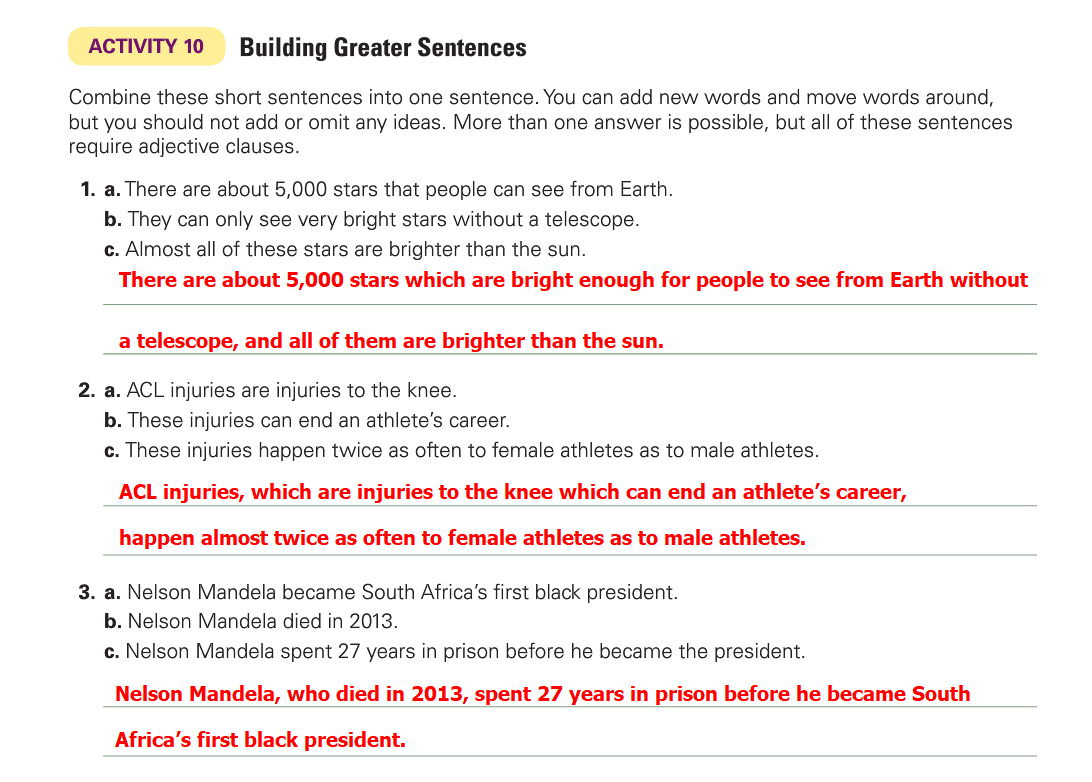 ACTIVITY 10 Building Greater Sentences
Combine these short sentences into one sentence. You can add new words and move words around,
but you should not add or omit any ideas. More than one answer is possible, but all of these sentences
require adjective clauses.
1. a. There are about 5,000 stars that people can see from Earth.
b. They can only see very bright stars without a telescope.
c. Almost all of these stars are brighter than the sun.
There are about 5,000 stars which are bright enough for people to see from Earth without
a telescope, and all of them are brighter than the sun.
2. a. ACL injuries are injuries to the knee.
b. These injuries can end an athlete’s career.
c. These injuries happen twice as often to female athletes as to male athletes.
ACL injuries, which are injuries to the knee which can end an athlete’s career,
happen almost twice as often to female athletes as to male athletes.
3. a. Nelson Mandela became South Africa’s first black president.
b. Nelson Mandela died in 2013.
c. Nelson Mandela spent 27 years in prison before he became the president.
Nelson Mandela, who died in 2013, spent 27 years in prison before he became South
Africa’s first black president.